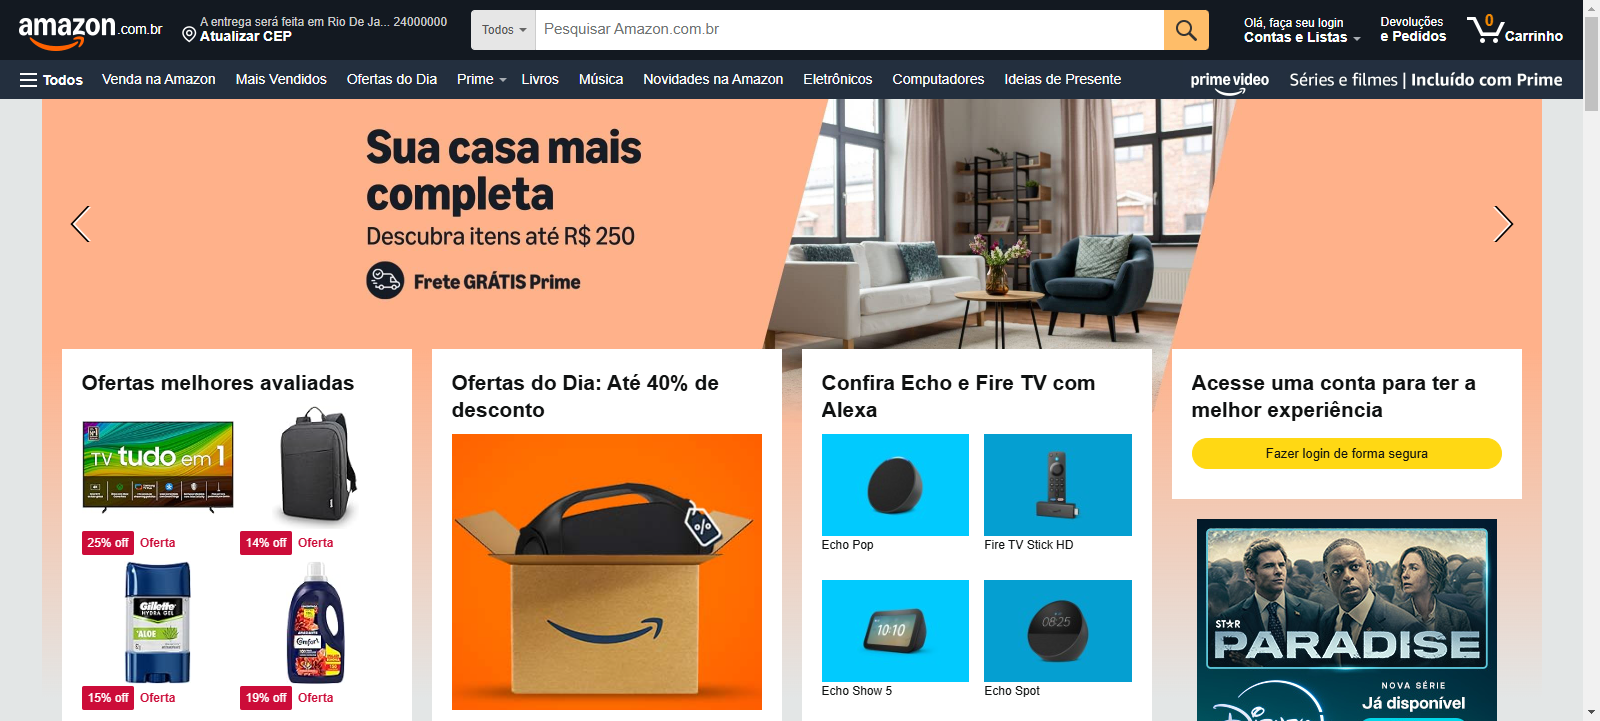 amazon.com.br
A entrega será feita em Rio De Ja... 24000000
Atualizar CEP
Todos
Pesquisar Amazon.com.br
Olá, faça seu login
Contas e Listas
Devoluções
e Pedidos
0
Carrinho
Todos
Venda na Amazon
Mais Vendidos
Ofertas do Dia
Prime
Livros
Música
Novidades na Amazon
Eletrônicos
Computadores
Ideias de Presente
prime video
Séries e filmes | Incluído com Prime
Sua casa mais
completa
Descubra itens até R$ 250
Frete GRÁTIS Prime
Ofertas melhores avaliadas
TV tudo em 1
25% off Oferta
14% off Oferta
Gillette
HYDRA GEL
ALOE
Comfort
15% off Oferta
19% off Oferta
Ofertas do Dia: Até 40% de
desconto
%
Confira Echo e Fire TV com
Alexa
Echo Pop
Fire TV Stick HD
10:10
08:25
Echo Show 5
Echo Spot
Acesse uma conta para ter a
melhor experiência
Fazer login de forma segura
STAR
PARADISE
NOVA SÉRIE
Já disponível
Disney